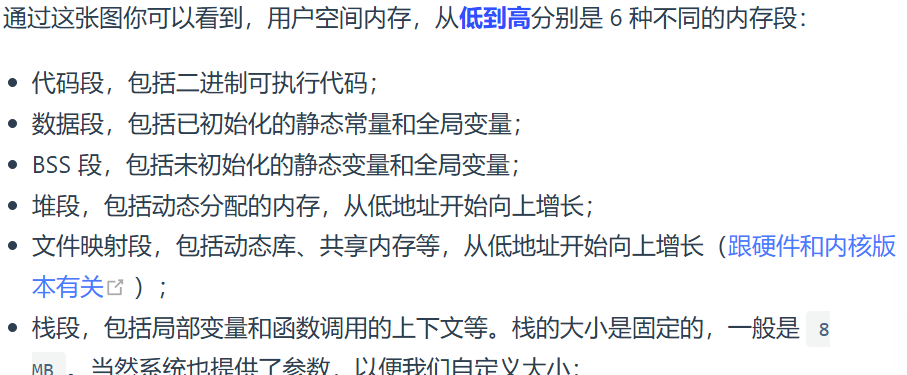 通过这张图你可以看到，用户空间内存，从低到高分别是 6 种不同的内存段：
代码段，包括二进制可执行代码；
数据段，包括已初始化的静态常量和全局变量；
BSS 段，包括未初始化的静态变量和全局变量；
堆段，包括动态分配的内存，从低地址开始向上增长；
文件映射段，包括动态库、共享内存等，从低地址开始向上增长（跟硬件和内核版
本有关）；
栈段，包括局部变量和函数调用的上下文等。栈的大小是固定的，一般是 8
MB 。当然系统也提供了参数，以便我们自定义大小；